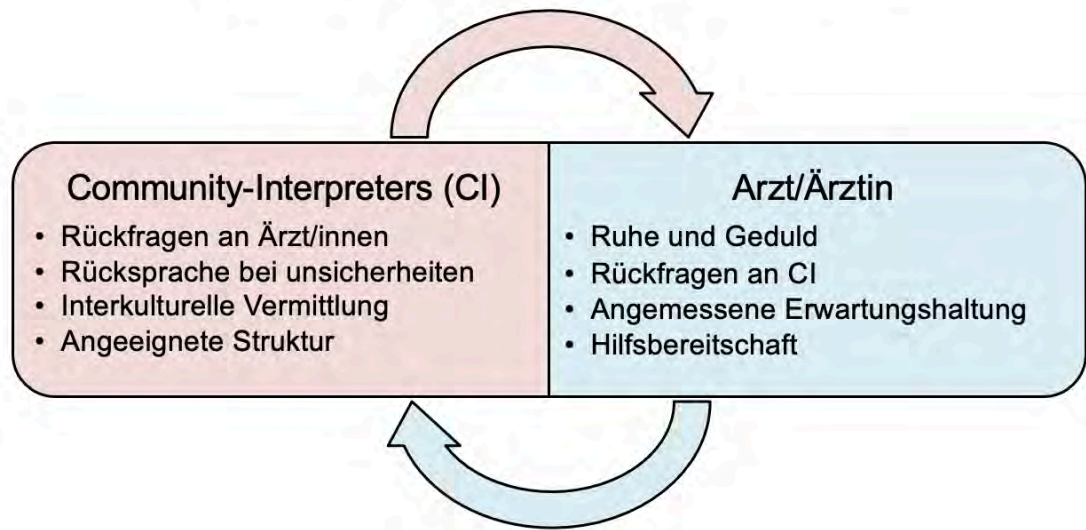 Community-Interpreters (CI)
• Rückfragen an Ärzt/innen
• Rücksprache bei unsicherheiten
• Interkulturelle Vermittlung
• Angeeignete Struktur
Arzt/Ärztin
• Ruhe und Geduld
• Rückfragen an CI
• Angemessene Erwartungshaltung
• Hilfsbereitschaft